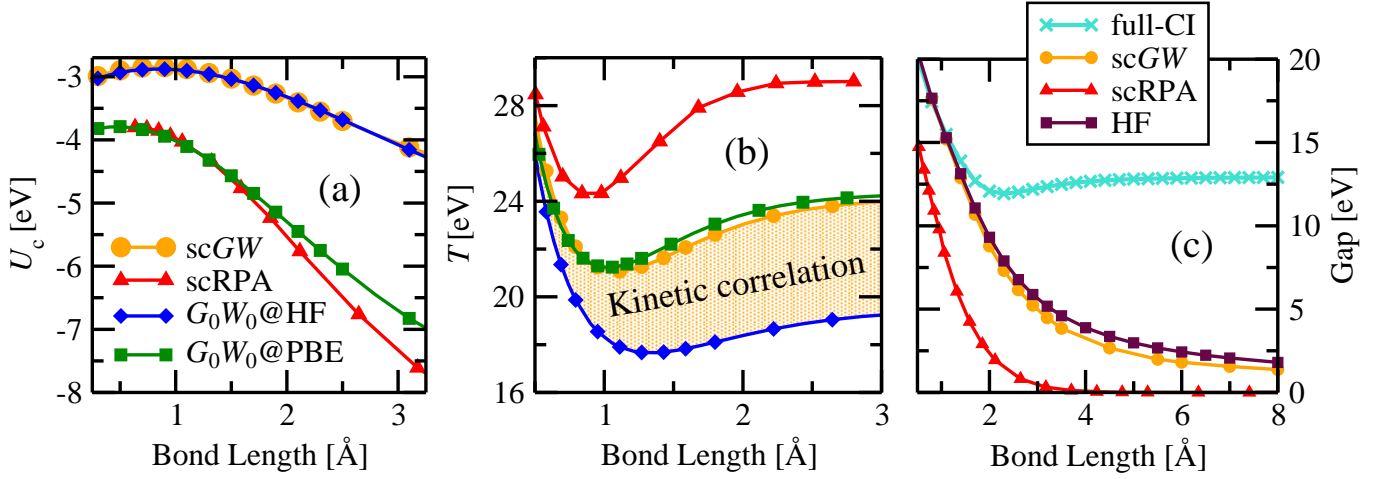 -3
-4
-5
-6
-7
-8
U_c [eV]
1
2
3
Bond Length [Å]
(a)
scGW
scRPA
G_0W_0@HF
G_0W_0@PBE
28
24
20
16
T [eV]
1
2
3
Bond Length [Å]
(b)
Kinetic correlation
full-CI
scGW
scRPA
HF
20
15
10
5
0
Gap [eV]
2
4
6
8
Bond Length [Å]
(c)